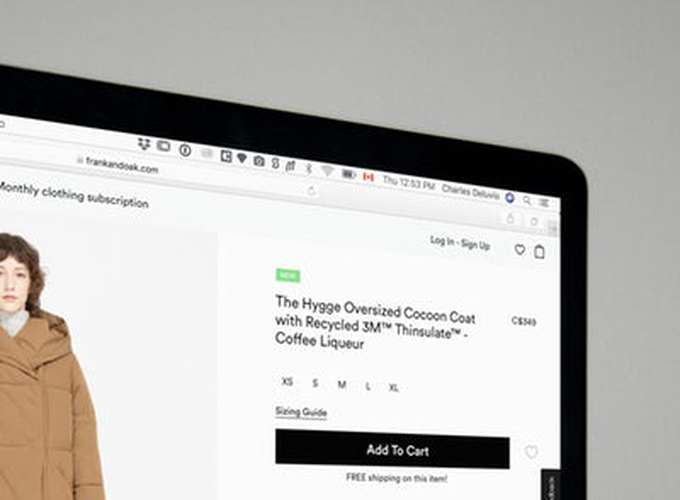 Thu 12:53 PM Charles Deluvio
frankandoak.com
Monthly clothing subscription
Log In - Sign Up
NEW
The Hygge Oversized Cocoon Coat
with Recycled 3M™ Thinsulate™ -
Coffee Liqueur
C$349
XS S M L XL
Sizing Guide
Add To Cart
FREE shipping on this item!